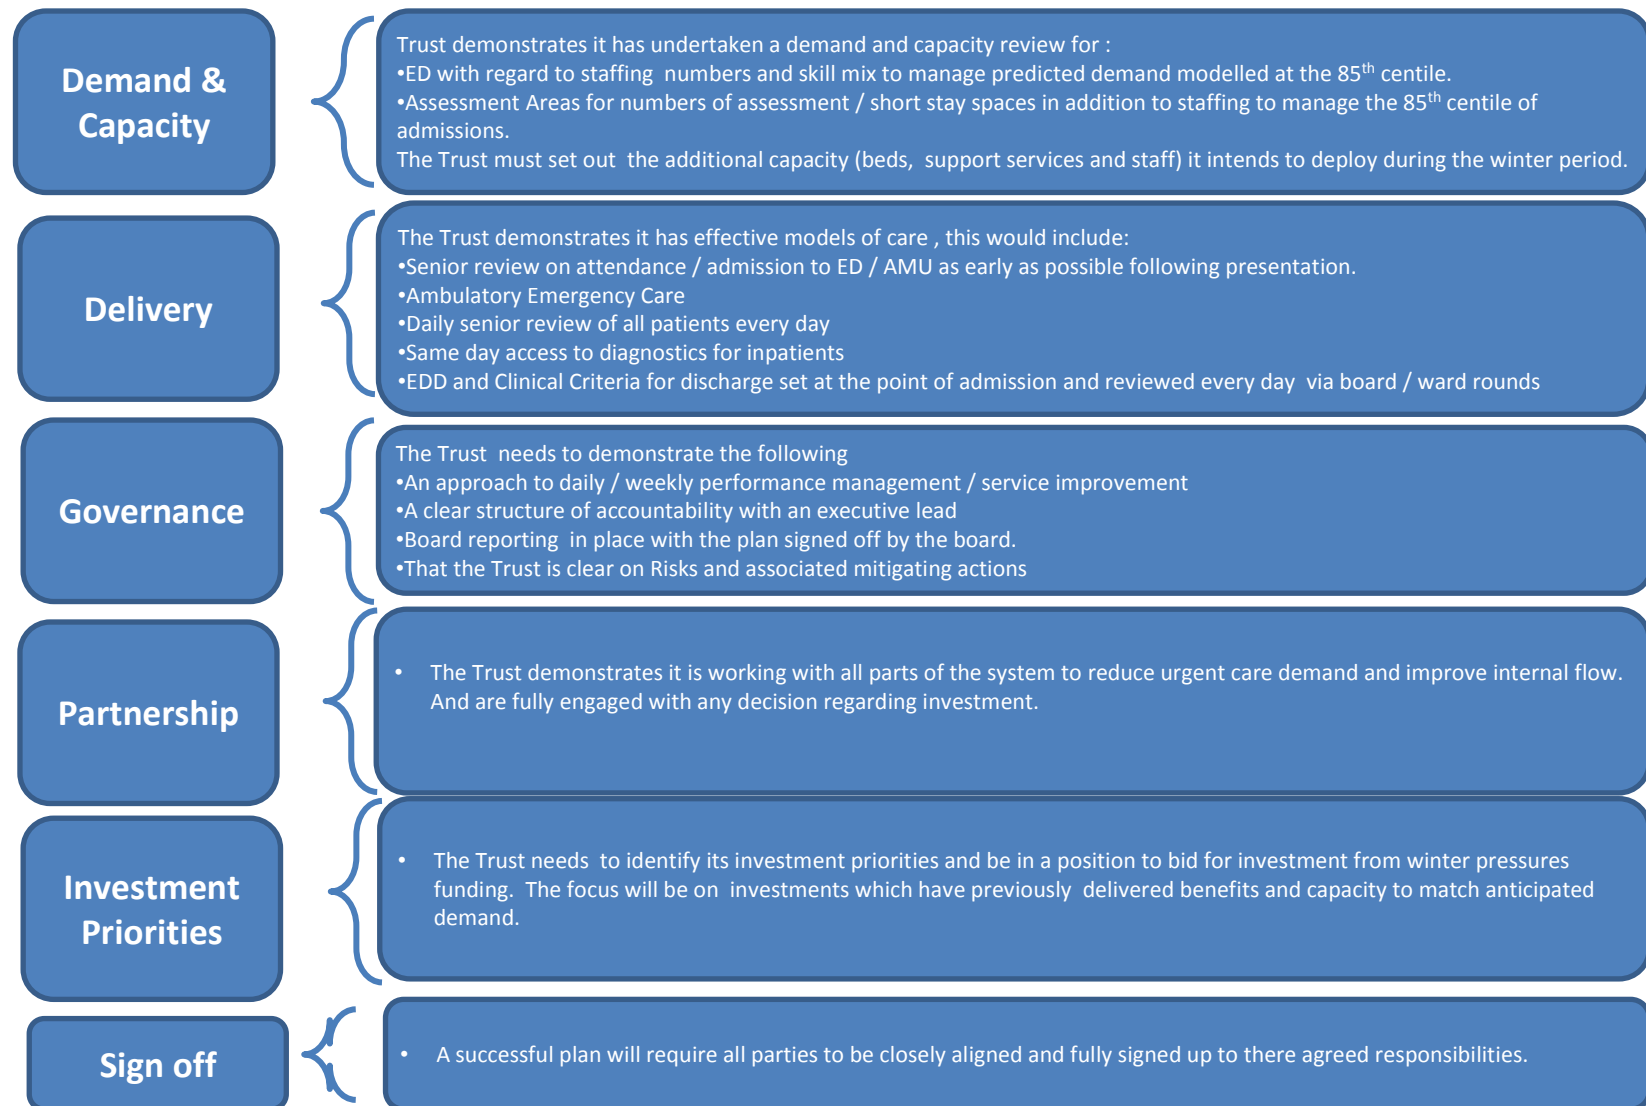 Demand &
Capacity
Trust demonstrates it has undertaken a demand and capacity review for :
•ED with regard to staffing numbers and skill mix to manage predicted demand modelled at the 85th centile.
•Assessment Areas for numbers of assessment / short stay spaces in addition to staffing to manage the 85th centile of
admissions.
The Trust must set out the additional capacity (beds, support services and staff) it intends to deploy during the winter period.
Delivery
The Trust demonstrates it has effective models of care , this would include:
•Senior review on attendance / admission to ED / AMU as early as possible following presentation.
•Ambulatory Emergency Care
•Daily senior review of all patients every day
•Same day access to diagnostics for inpatients
•EDD and Clinical Criteria for discharge set at the point of admission and reviewed every day via board / ward rounds
Governance
The Trust needs to demonstrate the following
•An approach to daily / weekly performance management / service improvement
•A clear structure of accountability with an executive lead
•Board reporting in place with the plan signed off by the board.
•That the Trust is clear on Risks and associated mitigating actions
Partnership
• The Trust demonstrates it is working with all parts of the system to reduce urgent care demand and improve internal flow.
And are fully engaged with any decision regarding investment.
Investment
Priorities
• The Trust needs to identify its investment priorities and be in a position to bid for investment from winter pressures
funding. The focus will be on investments which have previously delivered benefits and capacity to match anticipated
demand.
Sign off
• A successful plan will require all parties to be closely aligned and fully signed up to there agreed responsibilities.